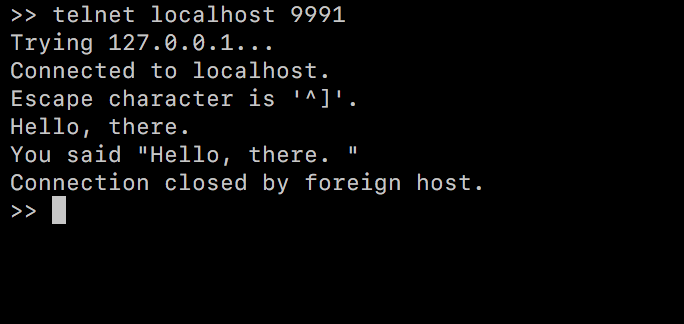 >> telnet localhost 9991
Trying 127.0.0.1...
Connected to localhost.
Escape character is '^]'.
Hello, there.
You said "Hello, there. "
Connection closed by foreign host.
>>